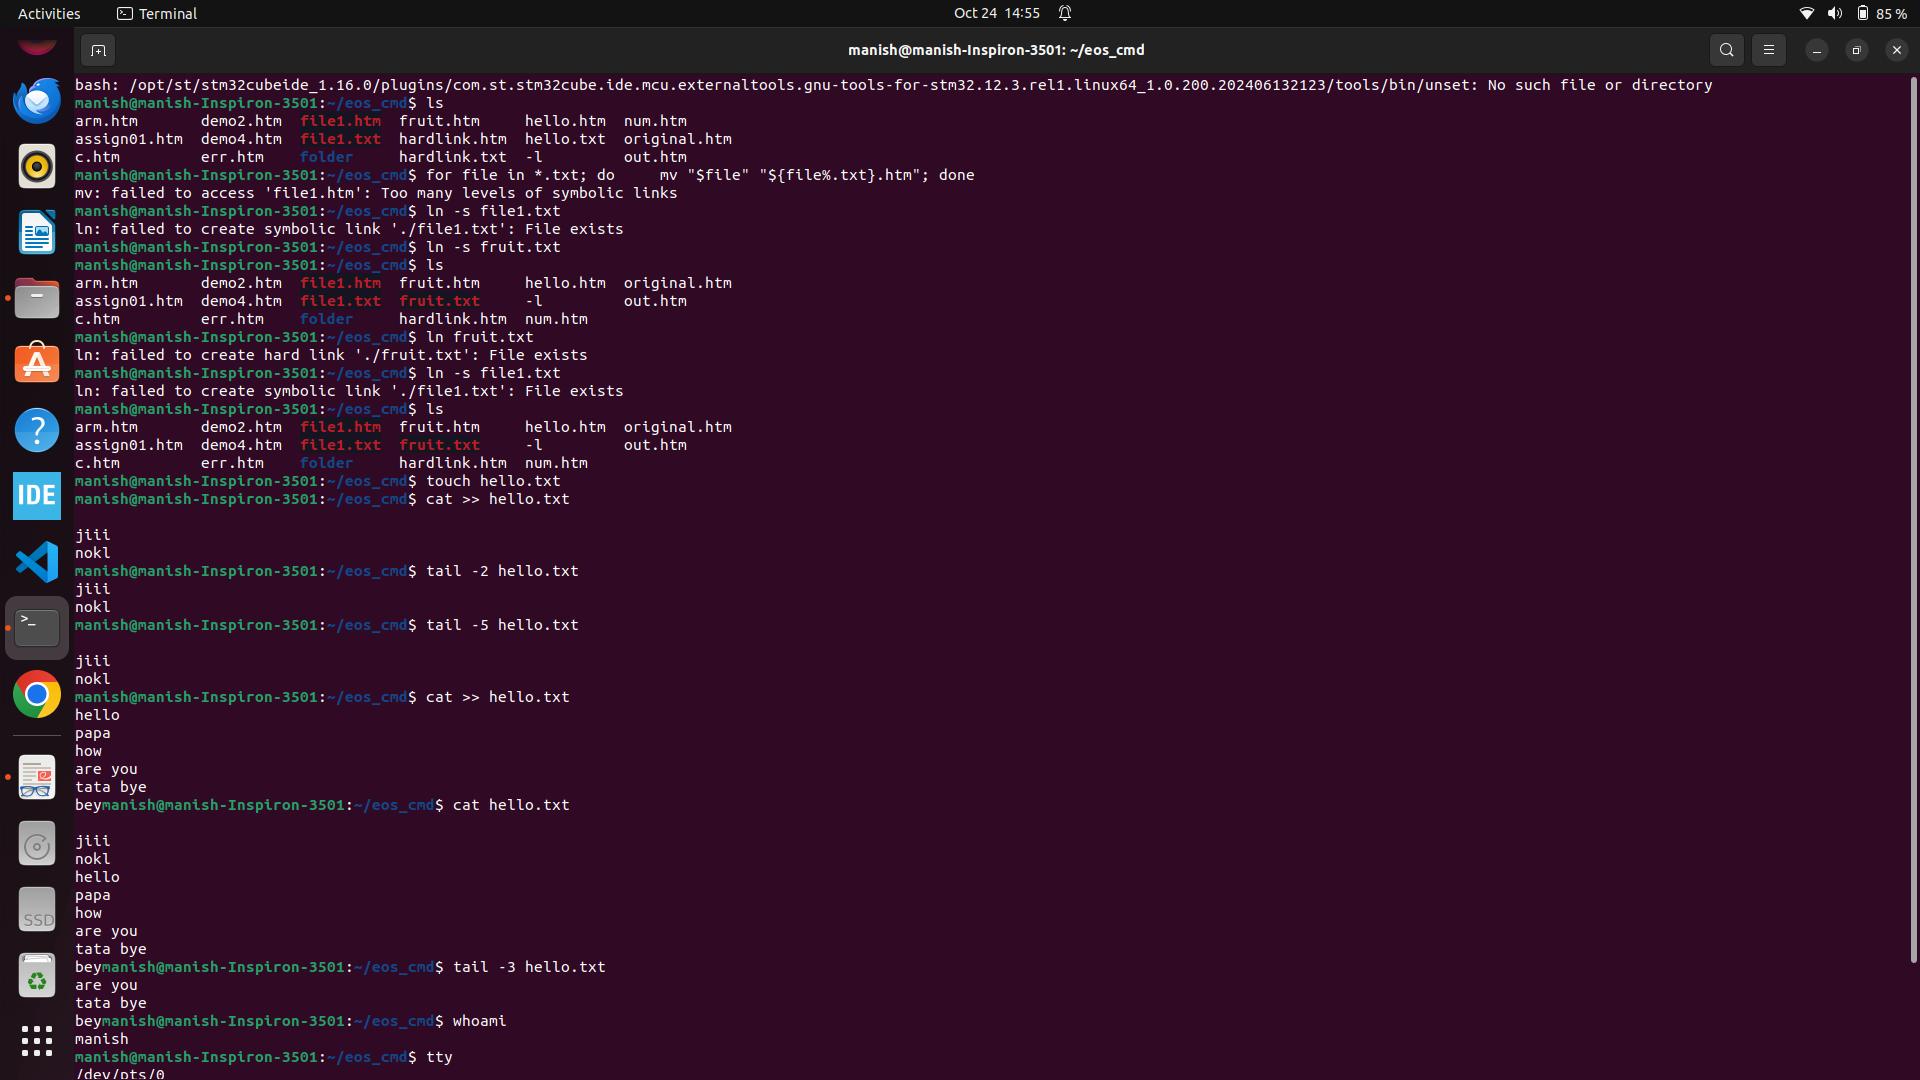 Activities Terminal Oct 24 14:55 85 %
manish@manish-Inspiron-3501: ~/eos_cmd
bash: /opt/st/stm32cubeide_1.16.0/plugins/com.st.stm32cube.ide.mcu.externaltools.gnu-tools-for-stm32.12.3.rel1.linux64_1.0.200.202406132123/tools/bin/unset: No such file or directory
manish@manish-Inspiron-3501:~/eos_cmd$ ls
arm.htm       demo2.htm  file1.htm  fruit.htm     hello.htm  num.htm
assign01.htm  demo4.htm  file1.txt  hardlink.htm  hello.txt  original.htm
c.htm         err.htm    folder     hardlink.txt  -l         out.htm
manish@manish-Inspiron-3501:~/eos_cmd$ for file in *.txt; do     mv "$file" "${file%.txt}.htm"; done
mv: failed to access 'file1.htm': Too many levels of symbolic links
manish@manish-Inspiron-3501:~/eos_cmd$ ln -s file1.txt
ln: failed to create symbolic link './file1.txt': File exists
manish@manish-Inspiron-3501:~/eos_cmd$ ln -s fruit.txt
manish@manish-Inspiron-3501:~/eos_cmd$ ls
arm.htm       demo2.htm  file1.htm  fruit.htm     hello.htm  original.htm
assign01.htm  demo4.htm  file1.txt  fruit.txt     -l         out.htm
c.htm         err.htm    folder     hardlink.htm  num.htm
manish@manish-Inspiron-3501:~/eos_cmd$ ln fruit.txt
ln: failed to create hard link './fruit.txt': File exists
manish@manish-Inspiron-3501:~/eos_cmd$ ln -s file1.txt
ln: failed to create symbolic link './file1.txt': File exists
manish@manish-Inspiron-3501:~/eos_cmd$ ls
arm.htm       demo2.htm  file1.htm  fruit.htm     hello.htm  original.htm
assign01.htm  demo4.htm  file1.txt  fruit.txt     -l         out.htm
c.htm         err.htm    folder     hardlink.htm  num.htm
manish@manish-Inspiron-3501:~/eos_cmd$ touch hello.txt
manish@manish-Inspiron-3501:~/eos_cmd$ cat >> hello.txt

jiii
nokl
manish@manish-Inspiron-3501:~/eos_cmd$ tail -2 hello.txt
jiii
nokl
manish@manish-Inspiron-3501:~/eos_cmd$ tail -5 hello.txt

jiii
nokl
manish@manish-Inspiron-3501:~/eos_cmd$ cat >> hello.txt
hello
papa
how
are you
tata bye
beymanish@manish-Inspiron-3501:~/eos_cmd$ cat hello.txt

jiii
nokl
hello
papa
how
are you
tata bye
beymanish@manish-Inspiron-3501:~/eos_cmd$ tail -3 hello.txt
are you
tata bye
beymanish@manish-Inspiron-3501:~/eos_cmd$ whoami
manish
manish@manish-Inspiron-3501:~/eos_cmd$ tty
/dev/pts/0
IDE
SSD